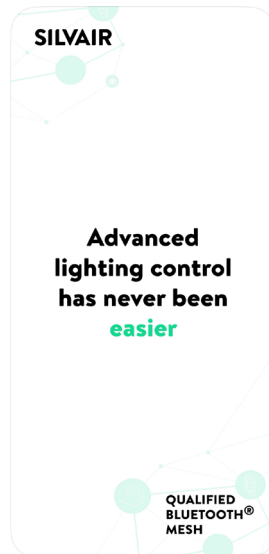 SILVAIR
Advanced
lighting control
has never been
easier
QUALIFIED
BLUETOOTH®
MESH